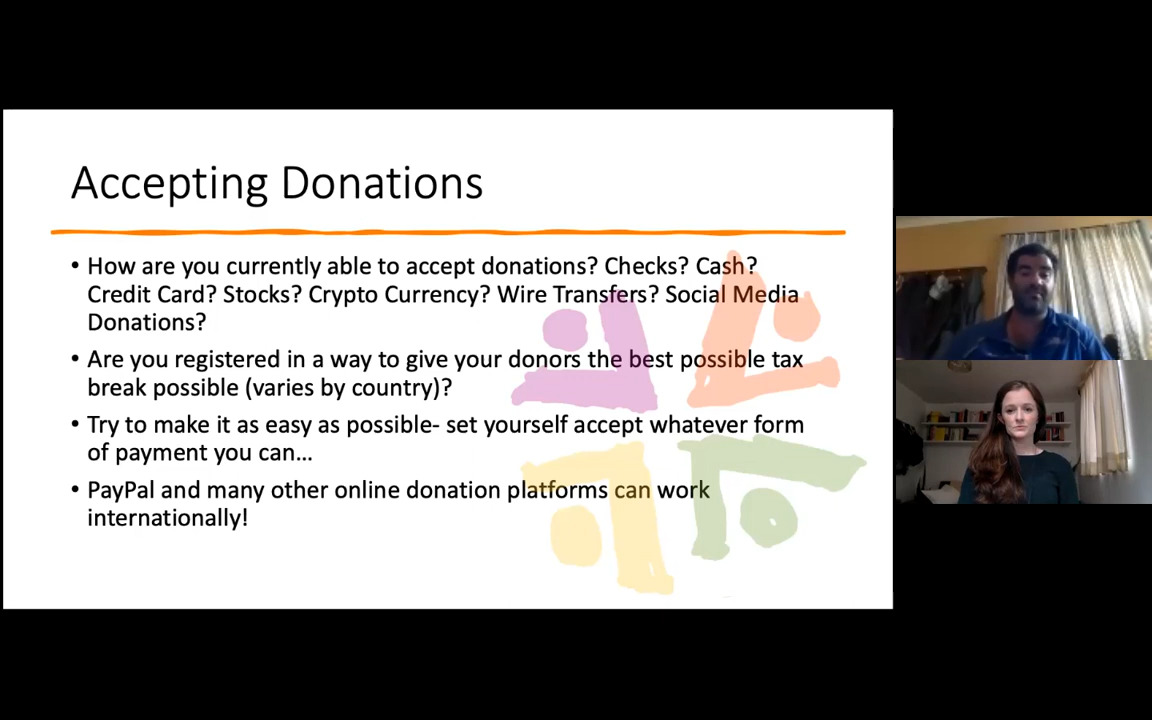 Accepting Donations
• How are you currently able to accept donations? Checks? Cash?
Credit Card? Stocks? Crypto Currency? Wire Transfers? Social Media
Donations?
• Are you registered in a way to give your donors the best possible tax
break possible (varies by country)?
• Try to make it as easy as possible- set yourself accept whatever form
of payment you can...
• PayPal and many other online donation platforms can work
internationally!